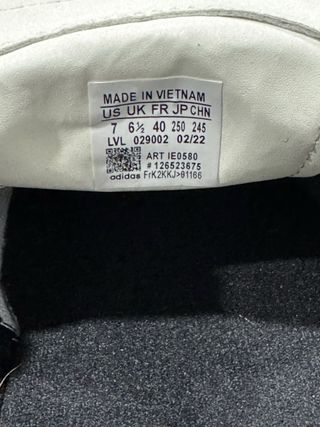 MADE IN VIETNAM
US UK FR JP CHN
7 6½ 40 250 245
LVL 029002 02/22
ART IE0580
# 126523675
adidas FrK2KKJ>01166